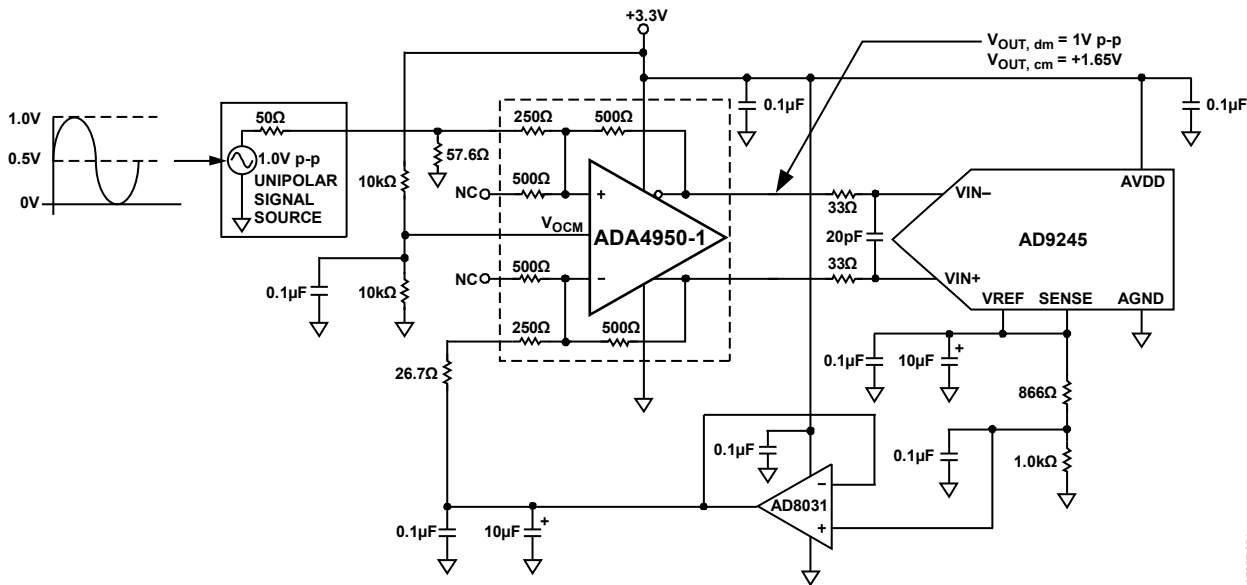 +3.3V
VOUT, dm = 1V p-p
VOUT, cm = +1.65V
1.0V
0.5V
0V
50Ω
1.0V p-p
UNIPOLAR
SIGNAL
SOURCE
57.6Ω
250Ω
500Ω
0.1µF
0.1µF
10kΩ
NC
500Ω
+
VOCM
ADA4950-1
33Ω
20pF
33Ω
VIN–
AVDD
AD9245
VIN+
VREF
SENSE
AGND
0.1µF
10kΩ
NC
500Ω
–
250Ω
500Ω
26.7Ω
0.1µF
10µF
+
866Ω
0.1µF
0.1µF
1.0kΩ
–
AD8031
+
0.1µF
10µF
+